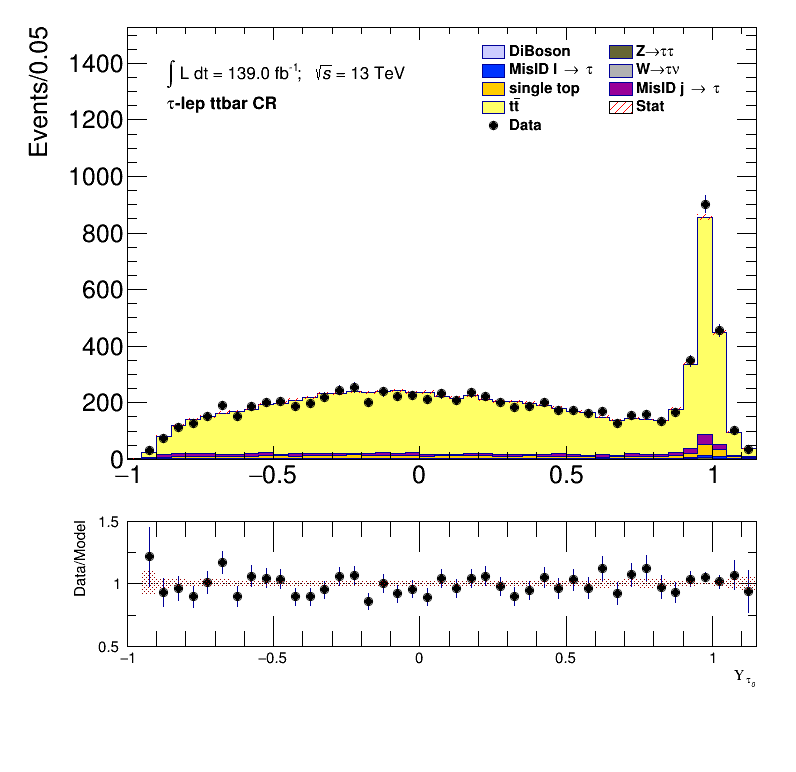 Events/0.05
1400
1200
1000
800
600
400
200
0
−1
−0.5
0
0.5
1
∫ L dt = 139.0 fb⁻¹; √s = 13 TeV
τ-lep ttbar CR
DiBoson
Z→ττ
MisID l → τ
W→τν
single top
MisID j → τ
tt̄
Stat
Data
Data/Model
1.5
1
0.5
−1
−0.5
0
0.5
1